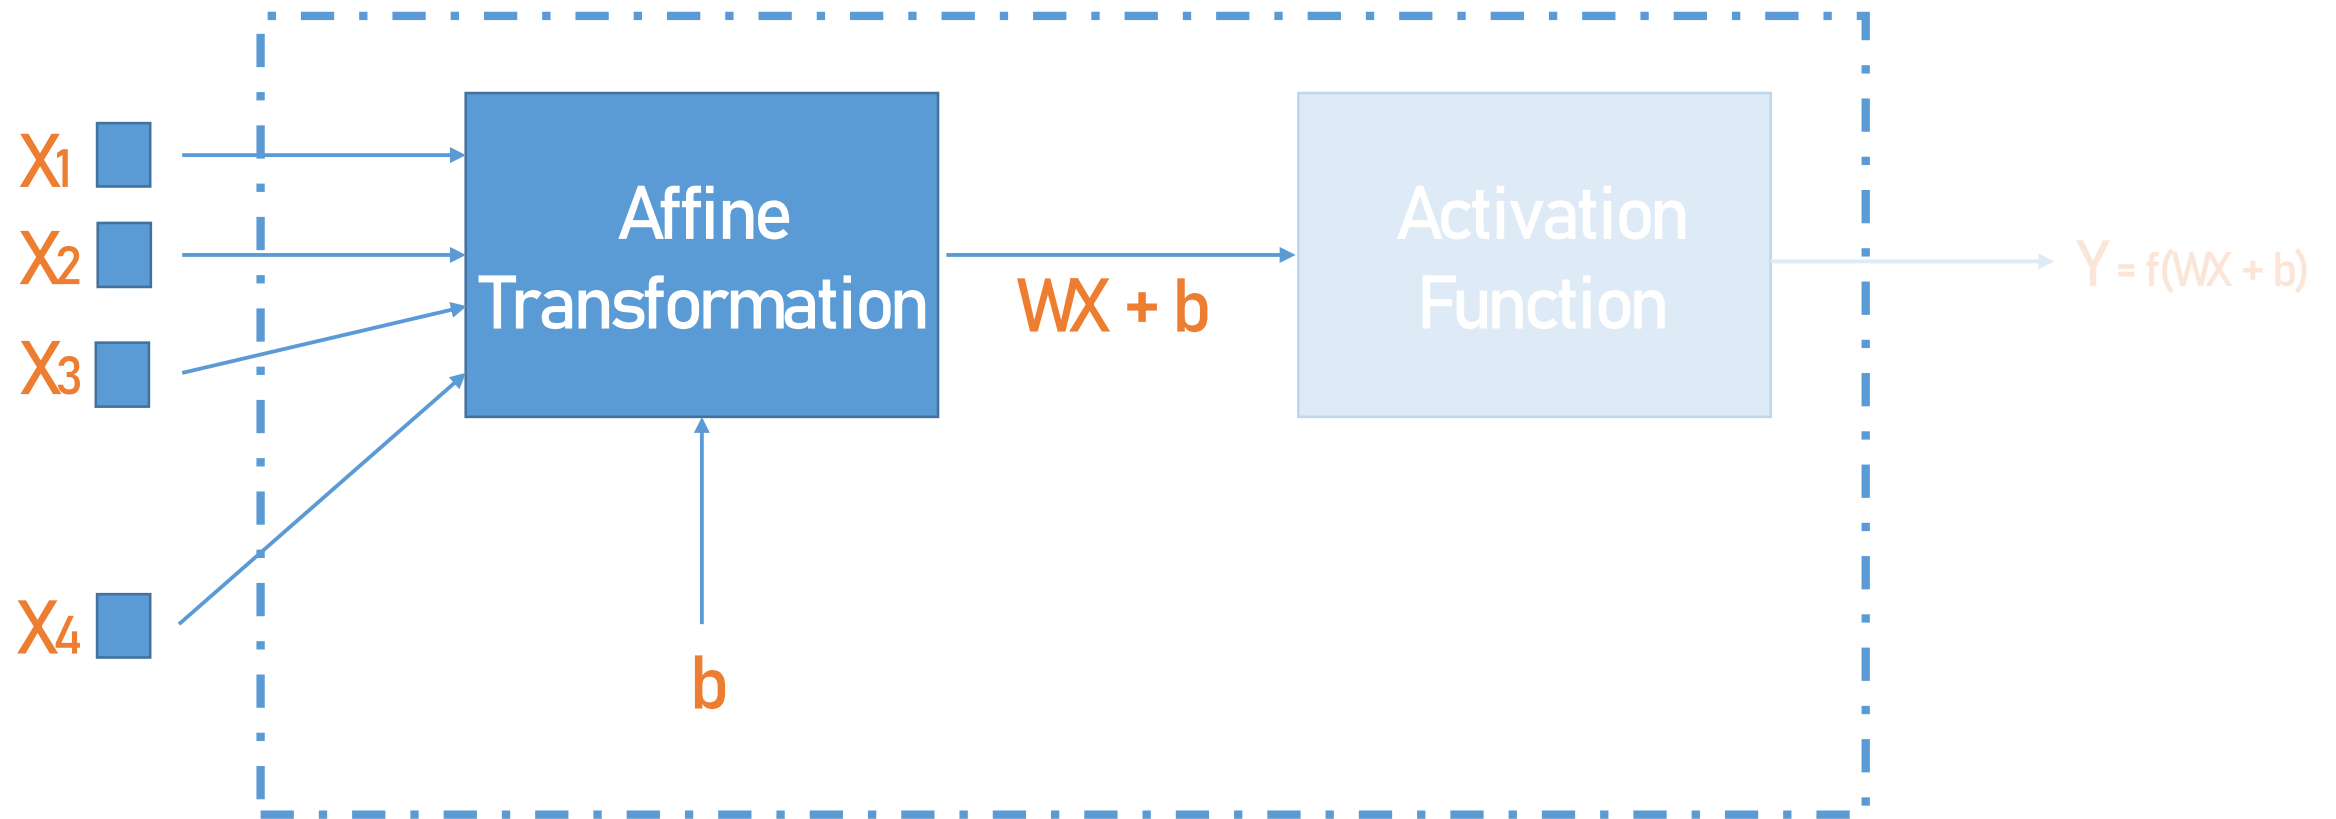 X1
X2
X3
X4
Affine
Transformation
b
WX + b
Activation
Function
Y = f(WX + b)